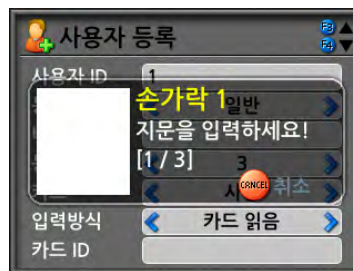 사용자 등록
F3
F4
사용자 ID
1
손가락 1
일반
지문을 입력하세요!
[1 / 3]
3
CANCEL 취소
입력방식
카드 읽음
카드 ID